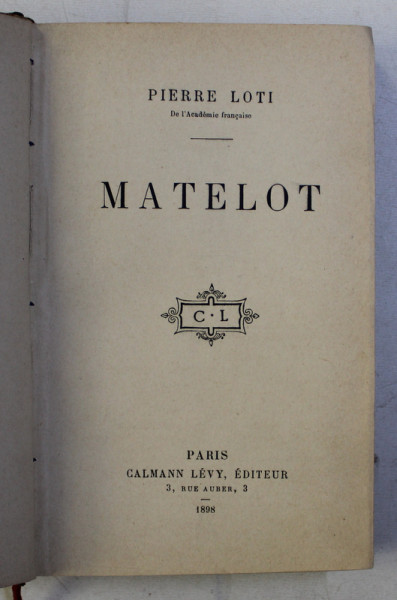 PIERRE LOTI
De l'Académie française
MATELOT
C · L
PARIS
CALMANN LÉVY, ÉDITEUR
3, RUE AUBER, 3
1898